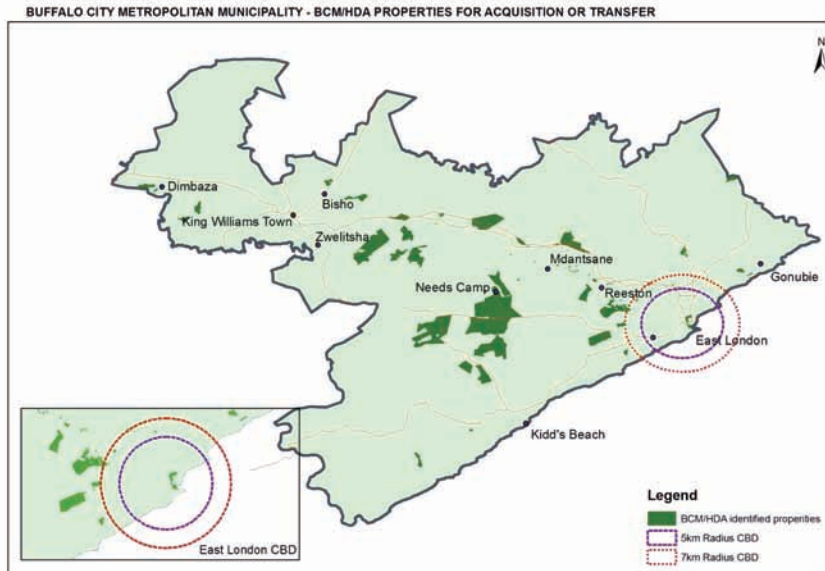 BUFFALO CITY METROPOLITAN MUNICIPALITY - BCM/HDA PROPERTIES FOR ACQUISITION OR TRANSFER
N
Dimbaza
Bisho
King Williams Town
Zwelitsha
Mdantsane
Gonubie
Needs Camp
Reeston
East London
Kidd's Beach
East London CBD
Legend
BCM/HDA identified properties
5km Radius CBD
7km Radius CBD